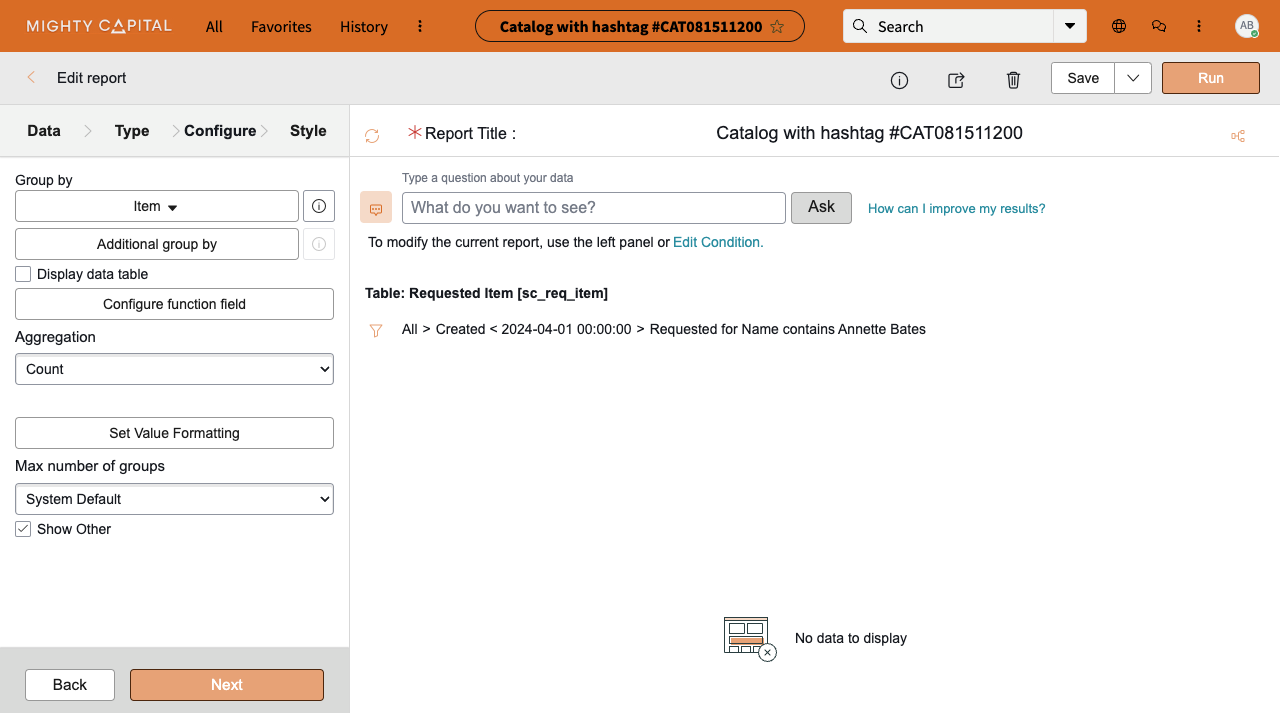 MIGHTY CAPITAL All Favorites History Catalog with hashtag #CAT081511200 Search AB
Edit report Save Run
Data Type Configure Style
Report Title : Catalog with hashtag #CAT081511200
Group by
Item
Additional group by
Display data table
Configure function field
Aggregation
Count
Set Value Formatting
Max number of groups
System Default
Show Other
Back Next
Type a question about your data
What do you want to see? Ask How can I improve my results?
To modify the current report, use the left panel or Edit Condition.
Table: Requested Item [sc_req_item]
All > Created < 2024-04-01 00:00:00 > Requested for Name contains Annette Bates
No data to display